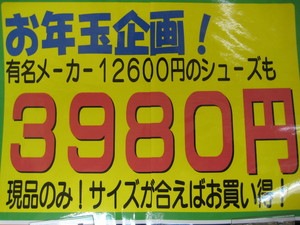 お年玉企画！
有名メーカー12600円のシューズも
3980円
現品のみ！サイズが合えばお買い得！